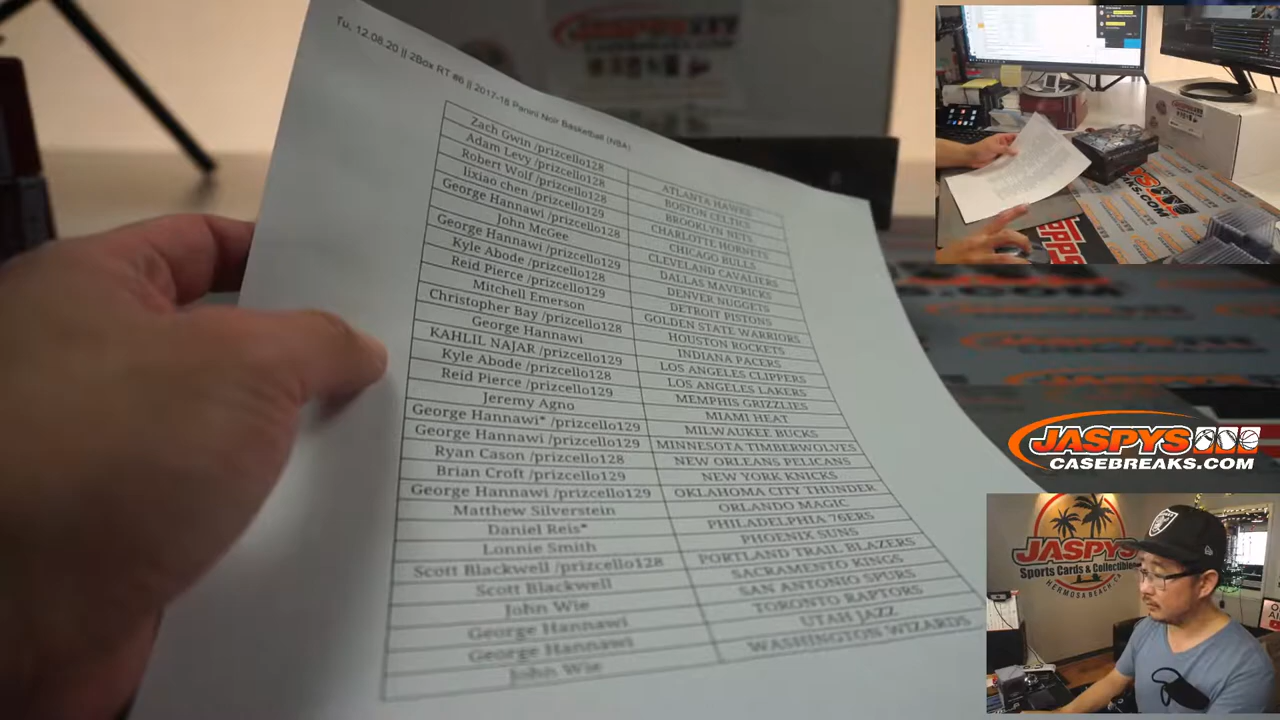 Tu, 12.08.20 || 2Box RT #6 || 2017-18 Panini Noir Basketball (NBA)
Zach Gwin /prizcello128 ATLANTA HAWKS
Adam Levy /prizcello128 BOSTON CELTICS
Robert Wolf /prizcello128 BROOKLYN NETS
lixiao chen /prizcello129 CHARLOTTE HORNETS
George Hannawi /prizcello128 CHICAGO BULLS
John McGee CLEVELAND CAVALIERS
George Hannawi /prizcello129 DALLAS MAVERICKS
Kyle Abode /prizcello128 DENVER NUGGETS
Reid Pierce /prizcello129 DETROIT PISTONS
Mitchell Emerson GOLDEN STATE WARRIORS
Christopher Bay /prizcello128 HOUSTON ROCKETS
George Hannawi INDIANA PACERS
KAHLIL NAJAR /prizcello129 LOS ANGELES CLIPPERS
Kyle Abode /prizcello128 LOS ANGELES LAKERS
Reid Pierce /prizcello129 MEMPHIS GRIZZLIES
Jeremy Agno MIAMI HEAT
George Hannawi* /prizcello129 MILWAUKEE BUCKS
George Hannawi /prizcello129 MINNESOTA TIMBERWOLVES
Ryan Cason /prizcello128 NEW ORLEANS PELICANS
Brian Croft /prizcello129 NEW YORK KNICKS
George Hannawi /prizcello129 OKLAHOMA CITY THUNDER
Matthew Silverstein ORLANDO MAGIC
Daniel Reis* PHILADELPHIA 76ERS
Lonnie Smith PHOENIX SUNS
Scott Blackwell /prizcello128 PORTLAND TRAIL BLAZERS
Scott Blackwell SACRAMENTO KINGS
John Wie SAN ANTONIO SPURS
George Hannawi TORONTO RAPTORS
George Hannawi UTAH JAZZ
John Wie WASHINGTON WIZARDS
JASPYS
CASEBREAKS.COM
JASPYS
Sports Cards & Collectibles
HERMOSA BEACH, CA